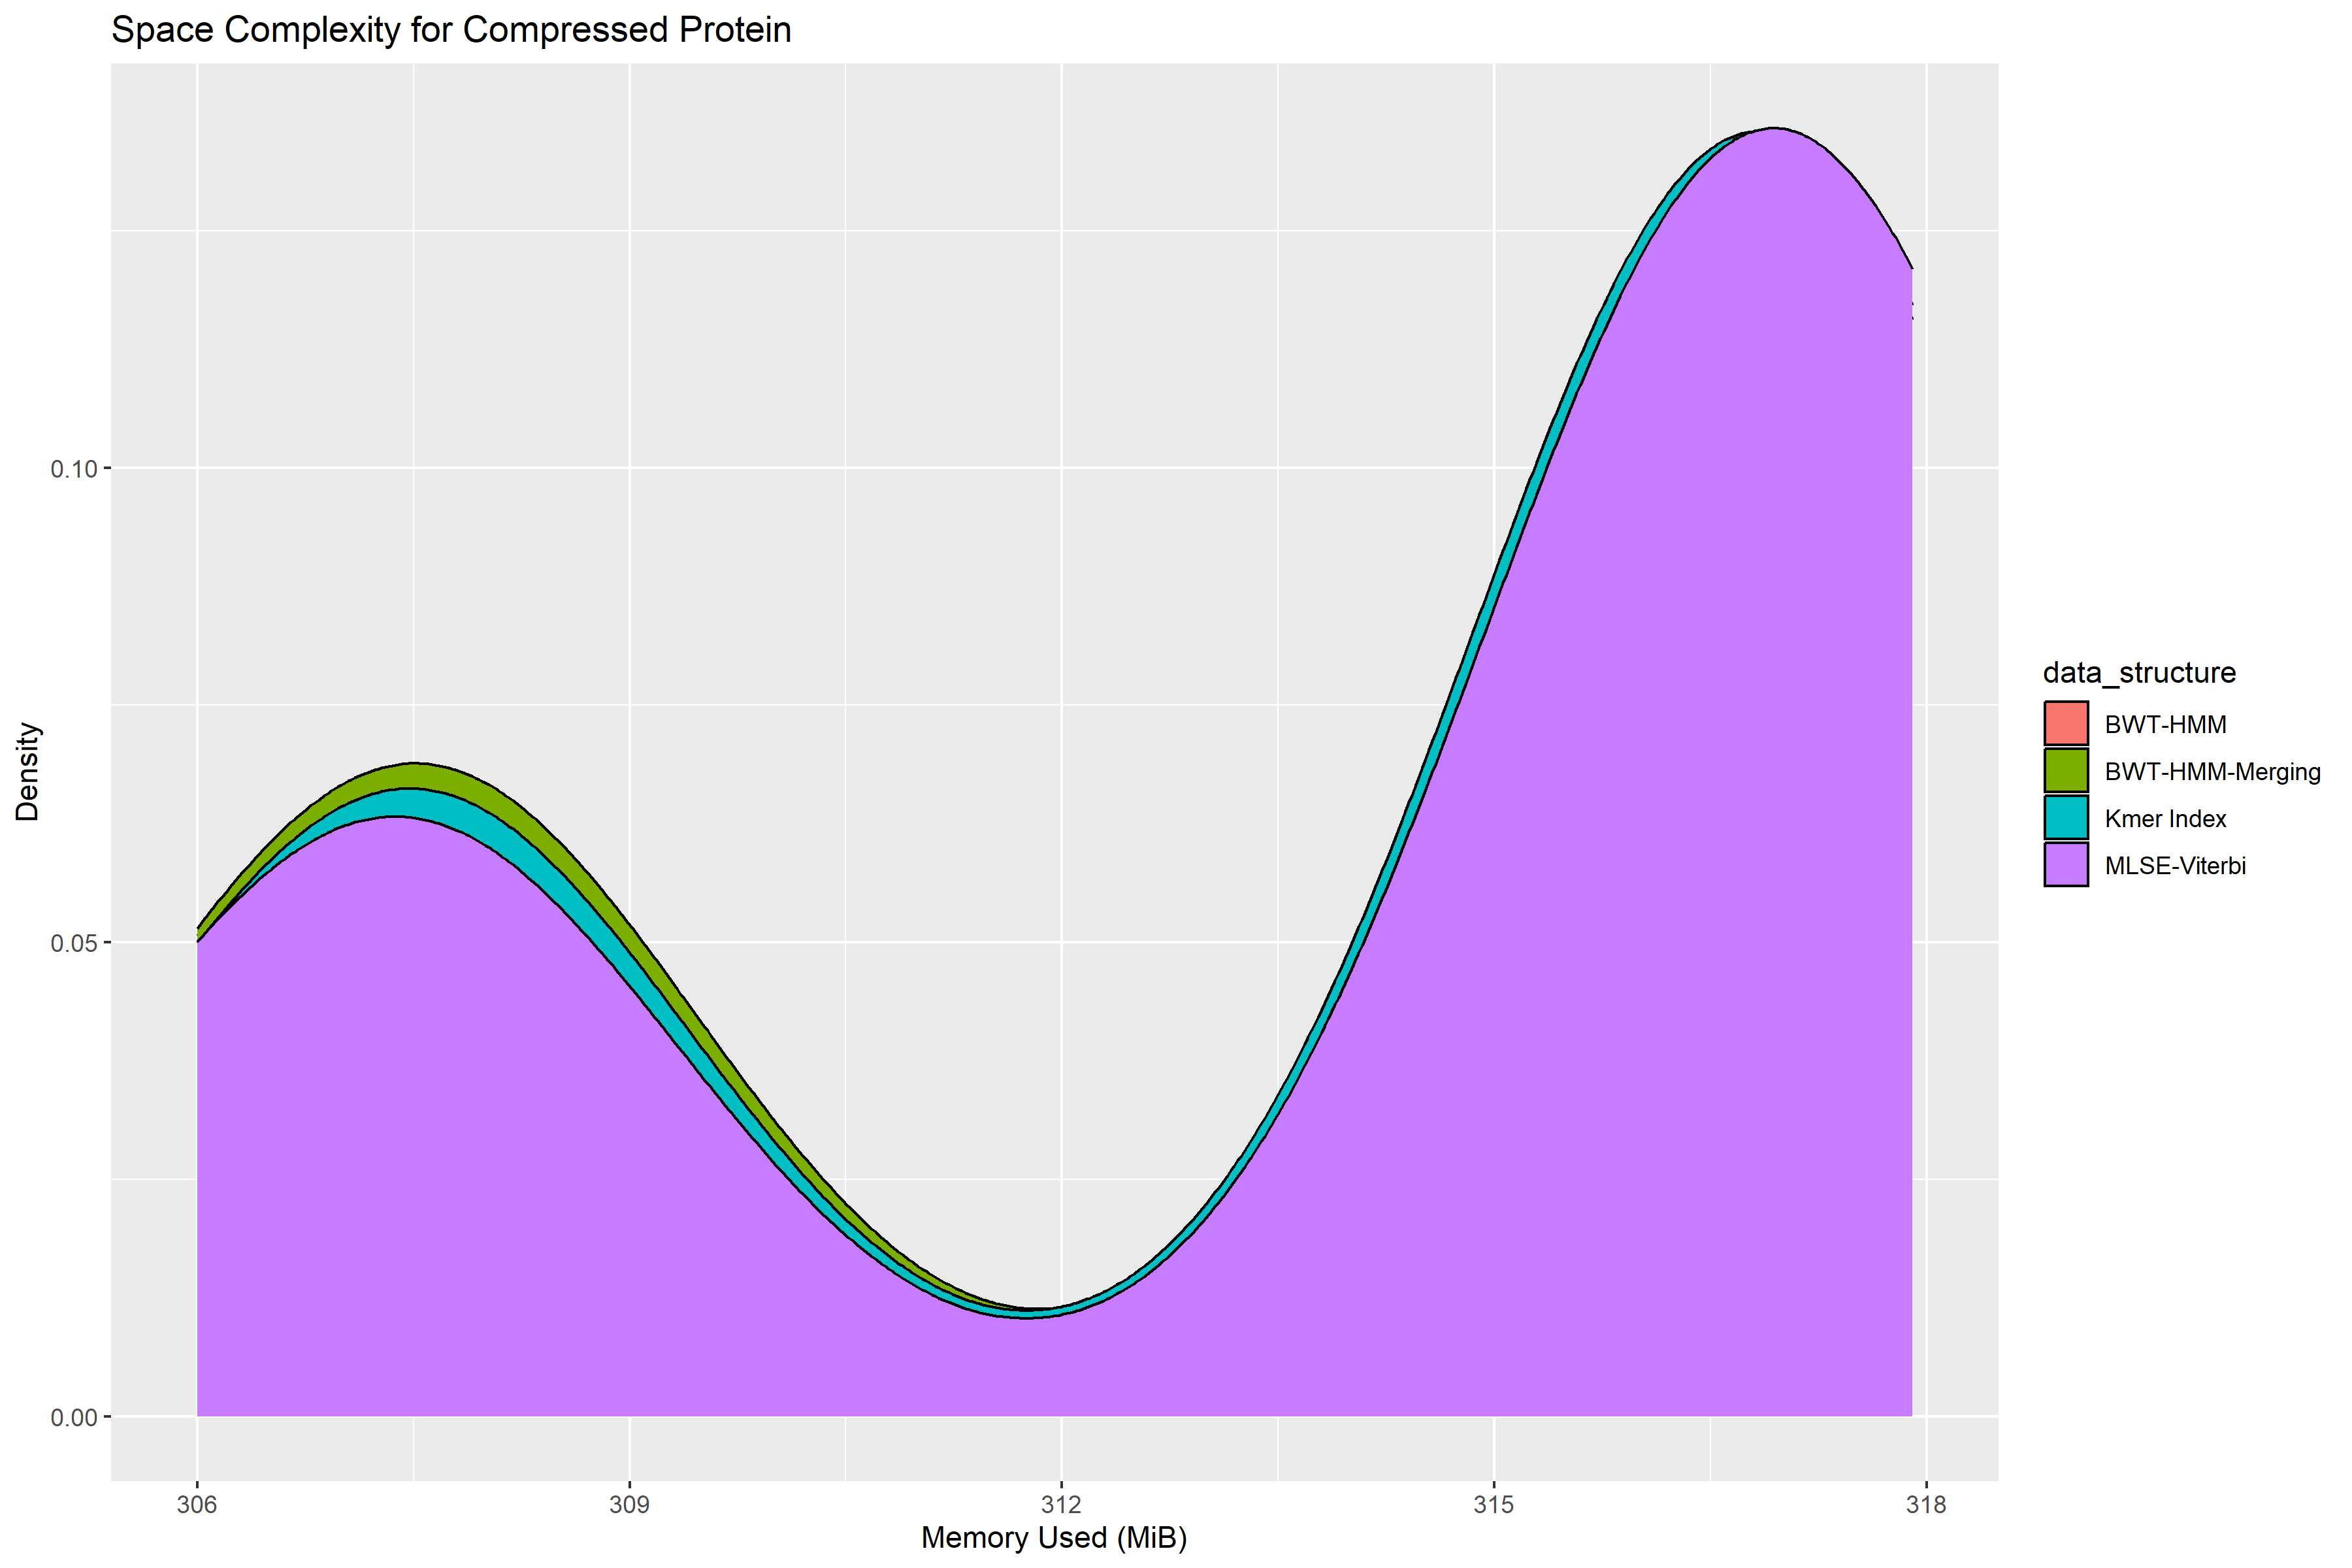 Space Complexity for Compressed Protein
Density
0.10
0.05
0.00
306
309
312
315
318
Memory Used (MiB)
data_structure
BWT-HMM
BWT-HMM-Merging
Kmer Index
MLSE-Viterbi